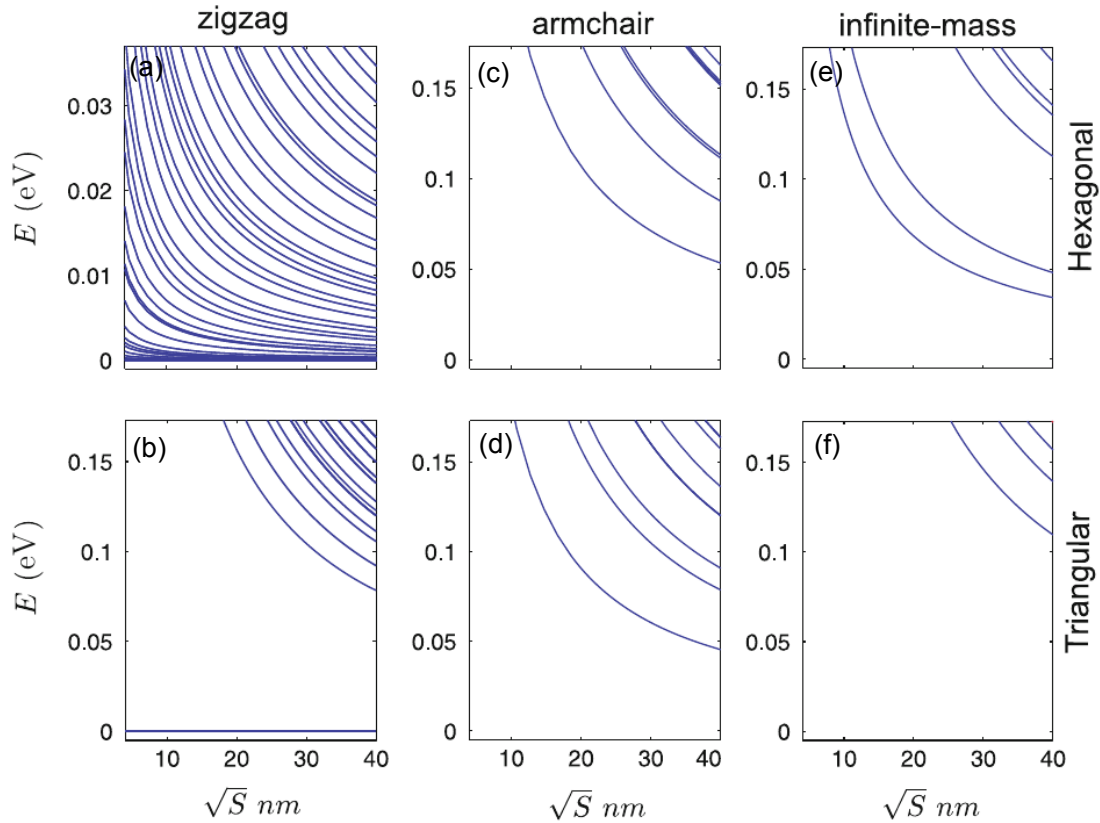 zigzag
armchair
infinite-mass
(a)
(c)
(e)
0.03
0.02
0.01
0
E (eV)
0.15
0.1
0.05
0
0.15
0.1
0.05
0
Hexagonal
(b)
(d)
(f)
0.15
0.1
0.05
0
E (eV)
0.15
0.1
0.05
0
0.15
0.1
0.05
0
Triangular
10 20 30 40
10 20 30 40
10 20 30 40
√S nm
√S nm
√S nm